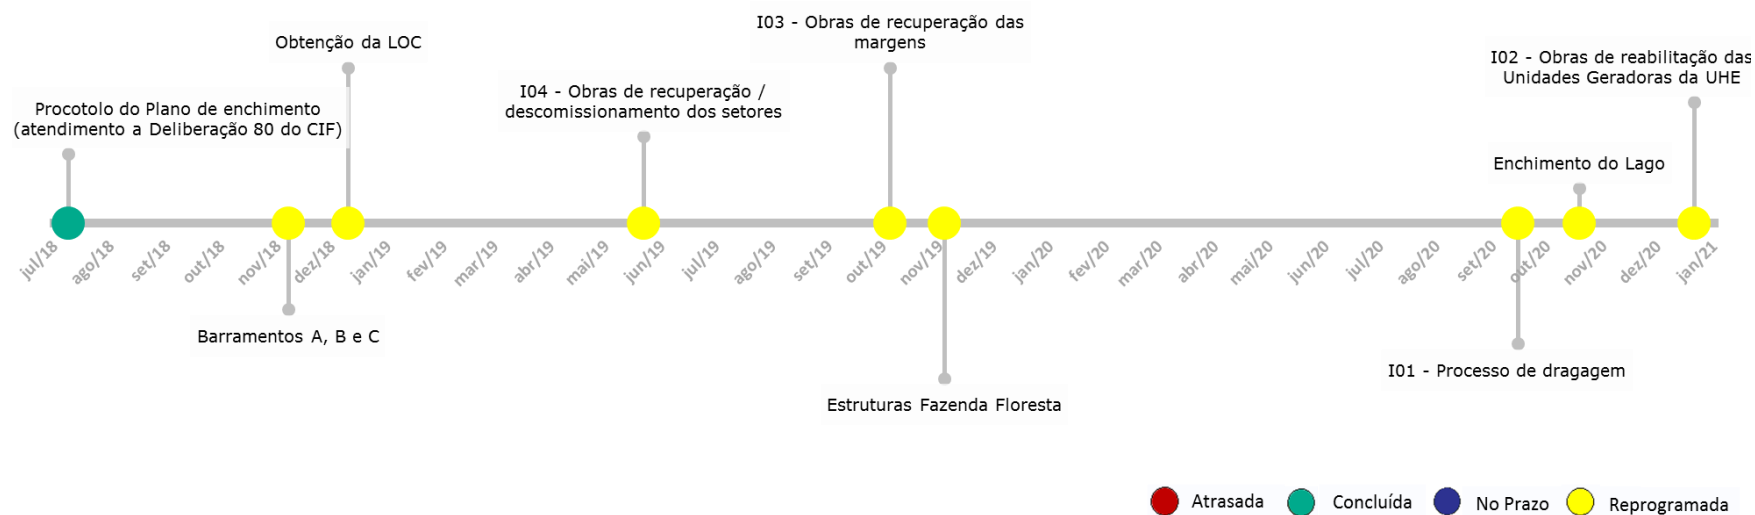 I03 - Obras de recuperação das
margens
Obtenção da LOC
I02 - Obras de reabilitação das
Unidades Geradoras da UHE
I04 - Obras de recuperação /
descomissionamento dos setores
Procotolo do Plano de enchimento
(atendimento a Deliberação 80 do CIF)
Enchimento do Lago
jul/18
ago/18
set/18
out/18
nov/18
dez/18
jan/19
fev/19
mar/19
abr/19
mai/19
jun/19
jul/19
ago/19
set/19
out/19
nov/19
dez/19
jan/20
fev/20
mar/20
abr/20
mai/20
jun/20
jul/20
ago/20
set/20
out/20
nov/20
dez/20
jan/21
Barramentos A, B e C
I01 - Processo de dragagem
Estruturas Fazenda Floresta
Atrasada
Concluída
No Prazo
Reprogramada